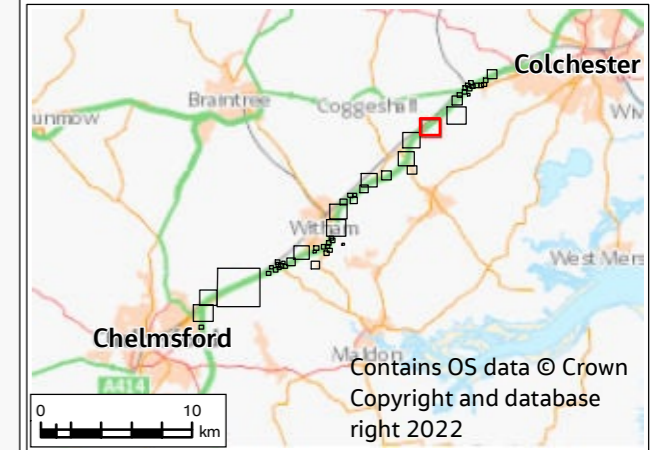 Colchester
Braintree
Coggeshall
unmow
Witham
West Mers
Chelmsford
Maldon
A414
Contains OS data © Crown
Copyright and database
right 2022
0 10
km